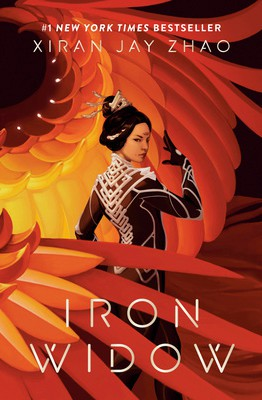 #1 NEW YORK TIMES BESTSELLER
XIRAN JAY ZHAO
IRON
WIDOW